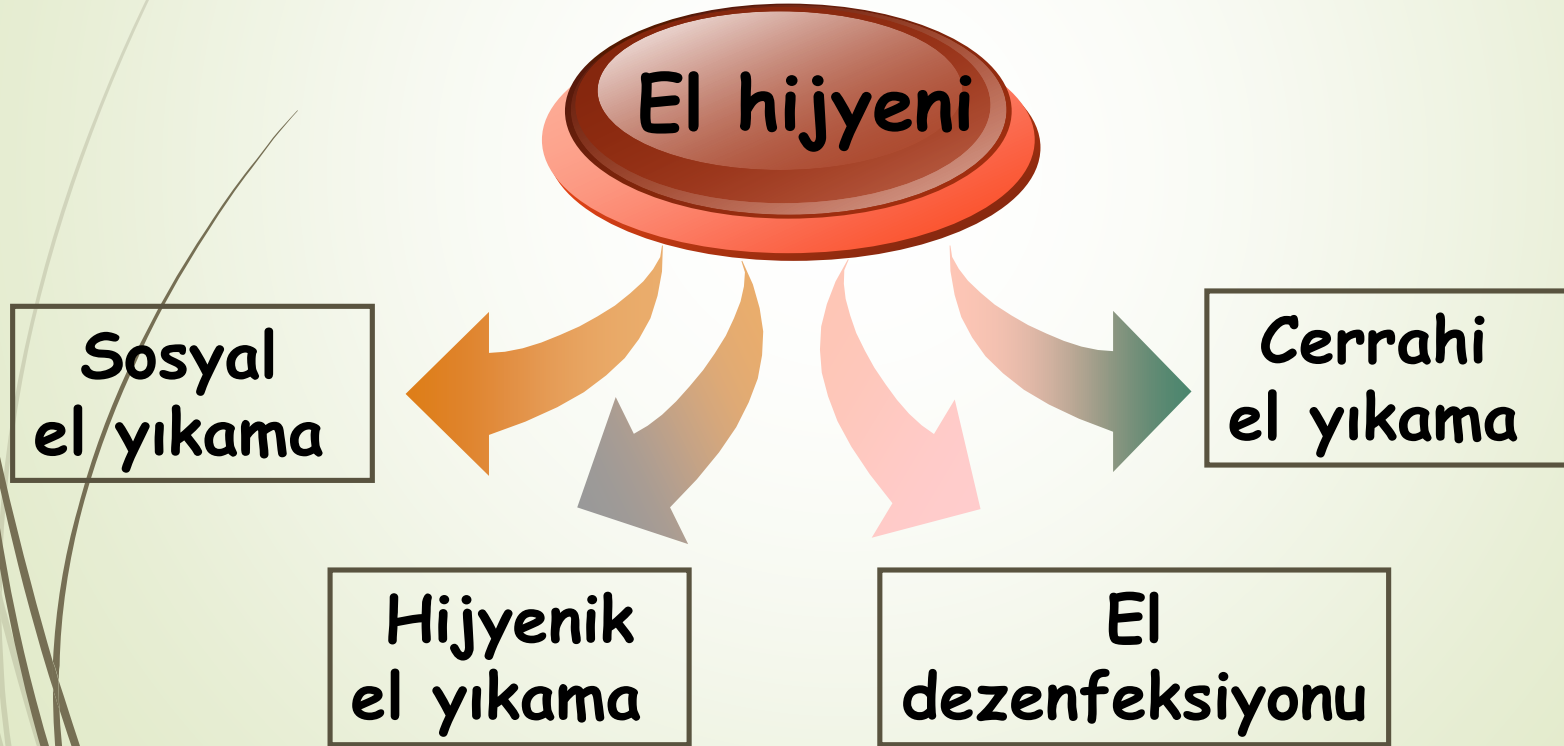 El hijyeni
Sosyal
el yıkama
Hijyenik
el yıkama
El
dezenfeksiyonu
Cerrahi
el yıkama